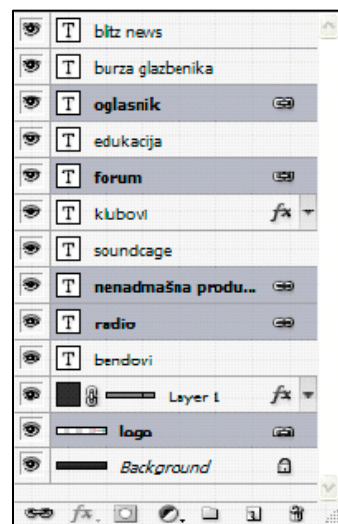 T blitz news
T burza glazbenika
T oglasnik
T edukacija
T forum
T klubovi fx
T soundcage
T nenadmašna produ...
T radio
T bendovi
Layer 1 fx
logo
Background
fx.